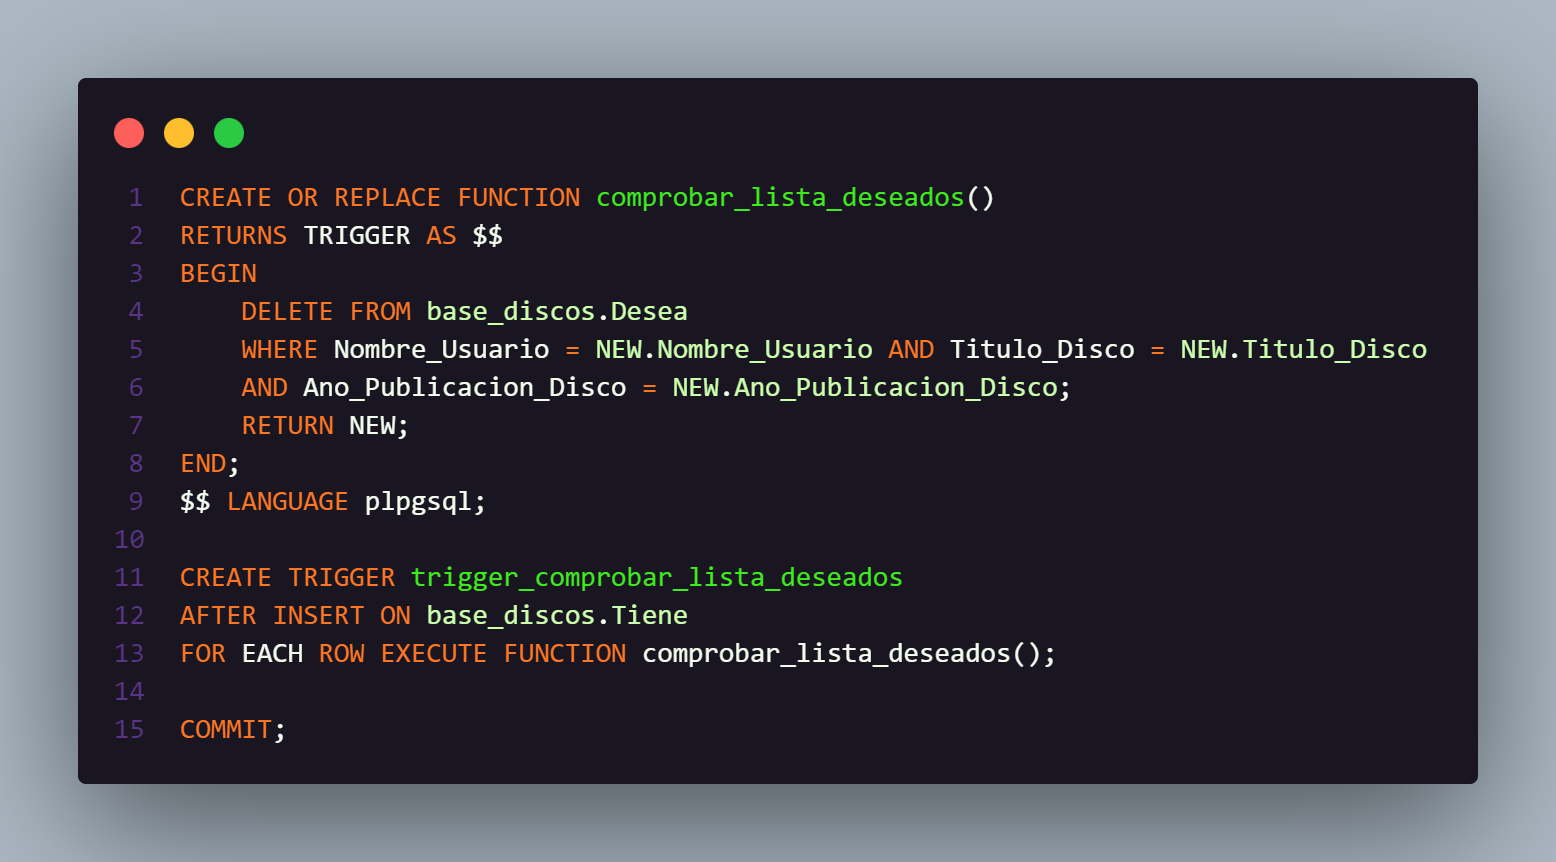 1 CREATE OR REPLACE FUNCTION comprobar_lista_deseados()
2 RETURNS TRIGGER AS $$
3 BEGIN
4     DELETE FROM base_discos.Desea
5     WHERE Nombre_Usuario = NEW.Nombre_Usuario AND Titulo_Disco = NEW.Titulo_Disco
6     AND Ano_Publicacion_Disco = NEW.Ano_Publicacion_Disco;
7     RETURN NEW;
8 END;
9 $$ LANGUAGE plpgsql;
10
11 CREATE TRIGGER trigger_comprobar_lista_deseados
12 AFTER INSERT ON base_discos.Tiene
13 FOR EACH ROW EXECUTE FUNCTION comprobar_lista_deseados();
14
15 COMMIT;